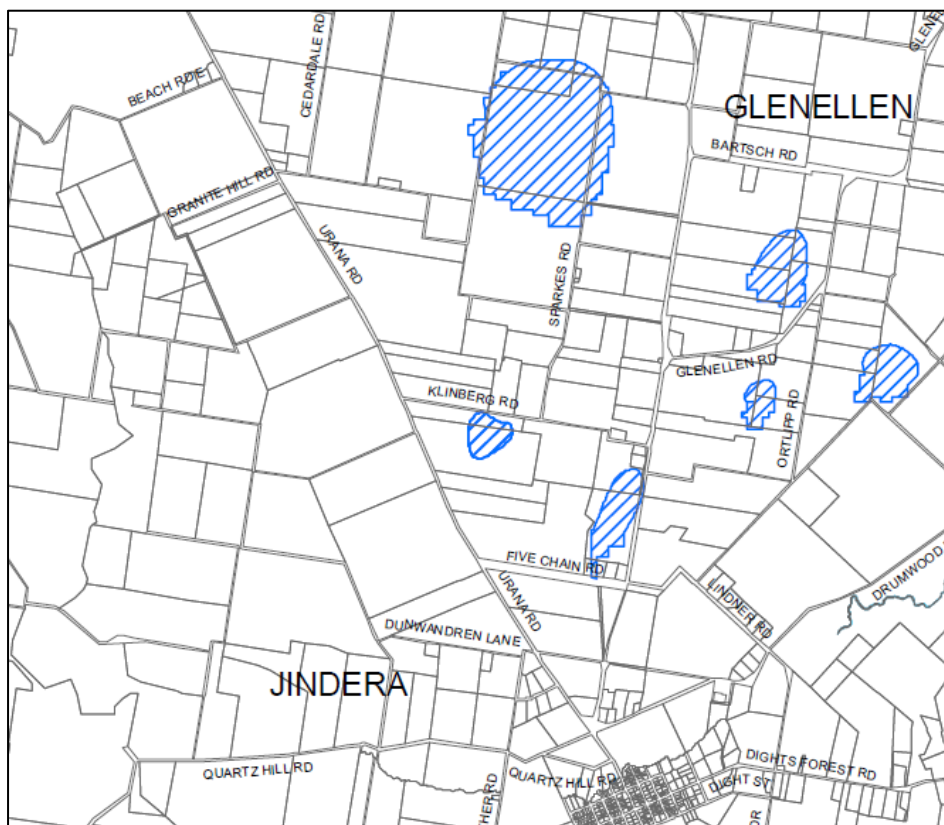 CEDARDALE RD
BEACH RD E
GLENELLEN
BARTSCH RD
GRANITE HILL RD
URANA RD
SPARKES RD
GLENELLEN RD
KLINBERG RD
ORTLIPP RD
FIVE CHAIN RD
URANA RD
LINDNER RD
DRUMWOOD
DUNWANDREN LANE
JINDERA
QUARTZ HILL RD
QUARTZ HILL RD
DIGHTS FOREST RD
DIGHT ST